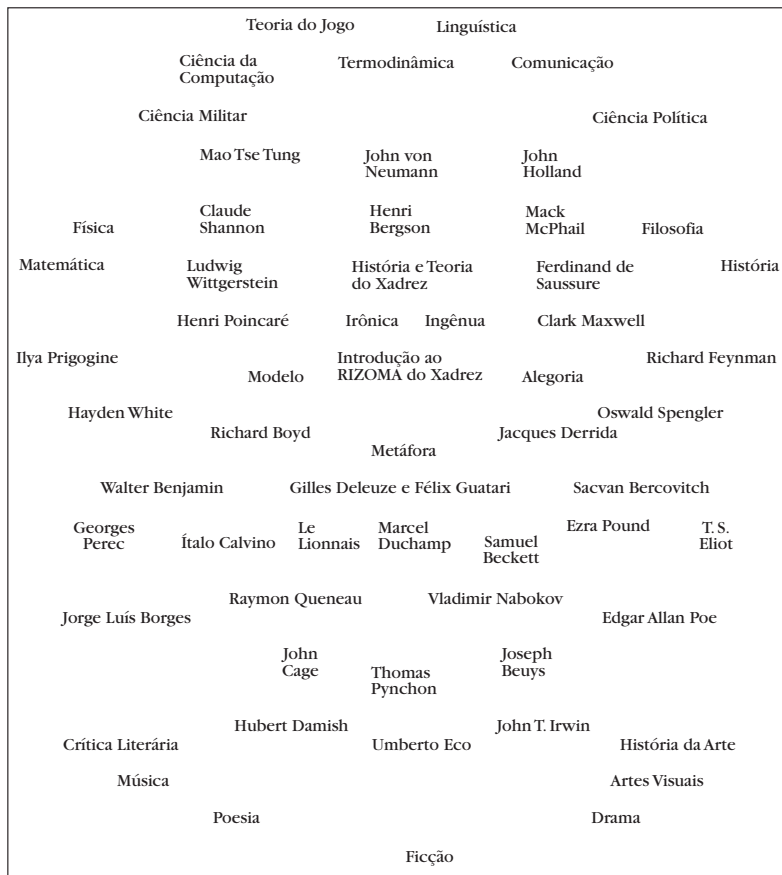 Teoria do Jogo
Linguística
Ciência da
Computação
Termodinâmica
Comunicação
Ciência Militar
Ciência Política
Mao Tse Tung
John von
Neumann
John
Holland
Física
Claude
Shannon
Henri
Bergson
Mack
McPhail
Filosofia
Matemática
Ludwig
Wittgerstein
História e Teoria
do Xadrez
Ferdinand de
Saussure
História
Henri Poincaré
Irônica
Ingênua
Clark Maxwell
Ilya Prigogine
Modelo
Introdução ao
RIZOMA do Xadrez
Alegoria
Richard Feynman
Hayden White
Oswald Spengler
Richard Boyd
Jacques Derrida
Metáfora
Walter Benjamin
Gilles Deleuze e Félix Guatari
Sacvan Bercovitch
Georges
Perec
Ítalo Calvino
Le
Lionnais
Marcel
Duchamp
Samuel
Beckett
Ezra Pound
T. S.
Eliot
Raymon Queneau
Vladimir Nabokov
Jorge Luís Borges
Edgar Allan Poe
John
Cage
Thomas
Pynchon
Joseph
Beuys
Hubert Damish
John T. Irwin
Crítica Literária
Umberto Eco
História da Arte
Música
Artes Visuais
Poesia
Drama
Ficção